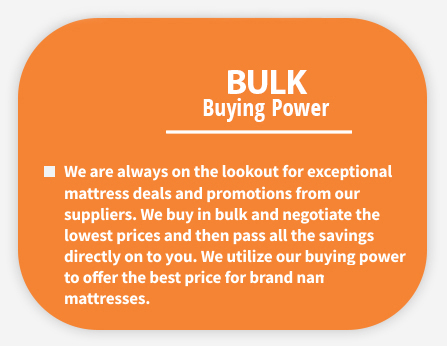 BULK
Buying Power
We are always on the lookout for exceptional
mattress deals and promotions from our
suppliers. We buy in bulk and negotiate the
lowest prices and then pass all the savings
directly on to you. We utilize our buying power
to offer the best price for brand nan
mattresses.